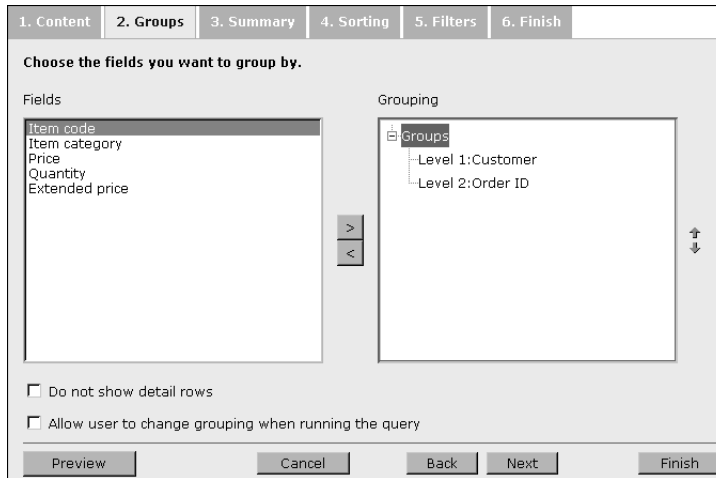 1. Content 2. Groups 3. Summary 4. Sorting 5. Filters 6. Finish
Choose the fields you want to group by.
Fields
Item code
Item category
Price
Quantity
Extended price
>
<
Grouping
Groups
Level 1:Customer
Level 2:Order ID
Do not show detail rows
Allow user to change grouping when running the query
Preview Cancel Back Next Finish